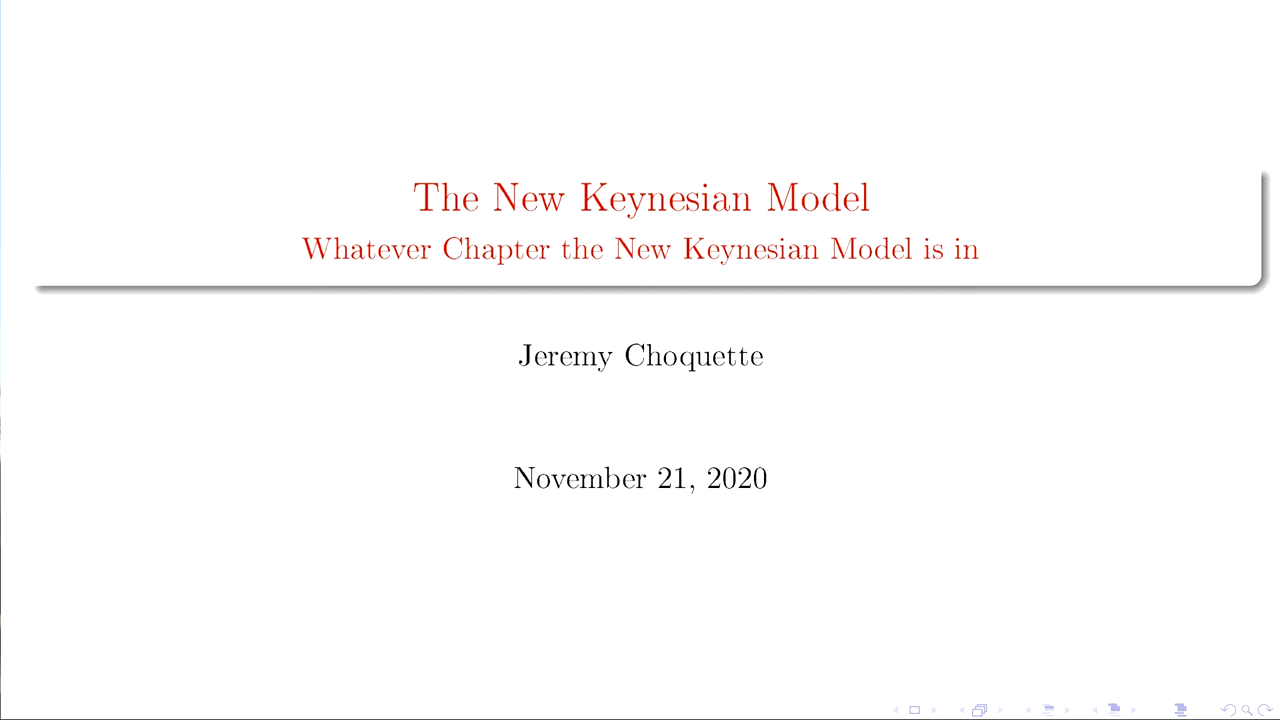 The New Keynesian Model
Whatever Chapter the New Keynesian Model is in
Jeremy Choquette
November 21, 2020